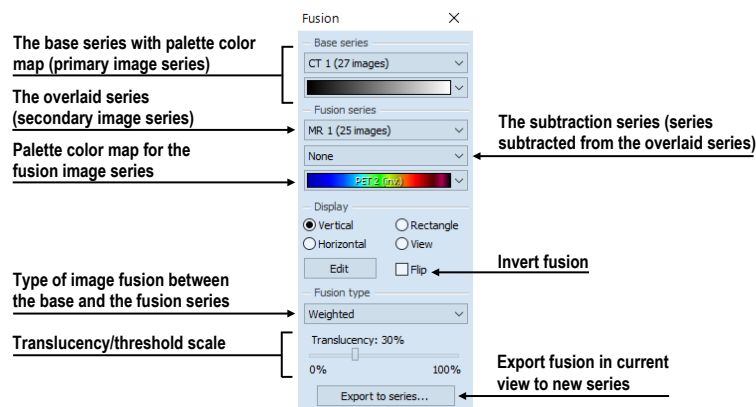 Fusion
The base series with palette color
map (primary image series)
Base series
CT 1 (27 images)
The overlaid series
(secondary image series)
Fusion series
MR 1 (25 images)
The subtraction series (series
subtracted from the overlaid series)
Palette color map for the
fusion image series
None
PET 2 (inv.)
Display
Vertical
Rectangle
Horizontal
View
Edit
Flip
Invert fusion
Type of image fusion between
the base and the fusion series
Fusion type
Weighted
Translucency/threshold scale
Translucency: 30%
0%
100%
Export fusion in current
view to new series
Export to series...